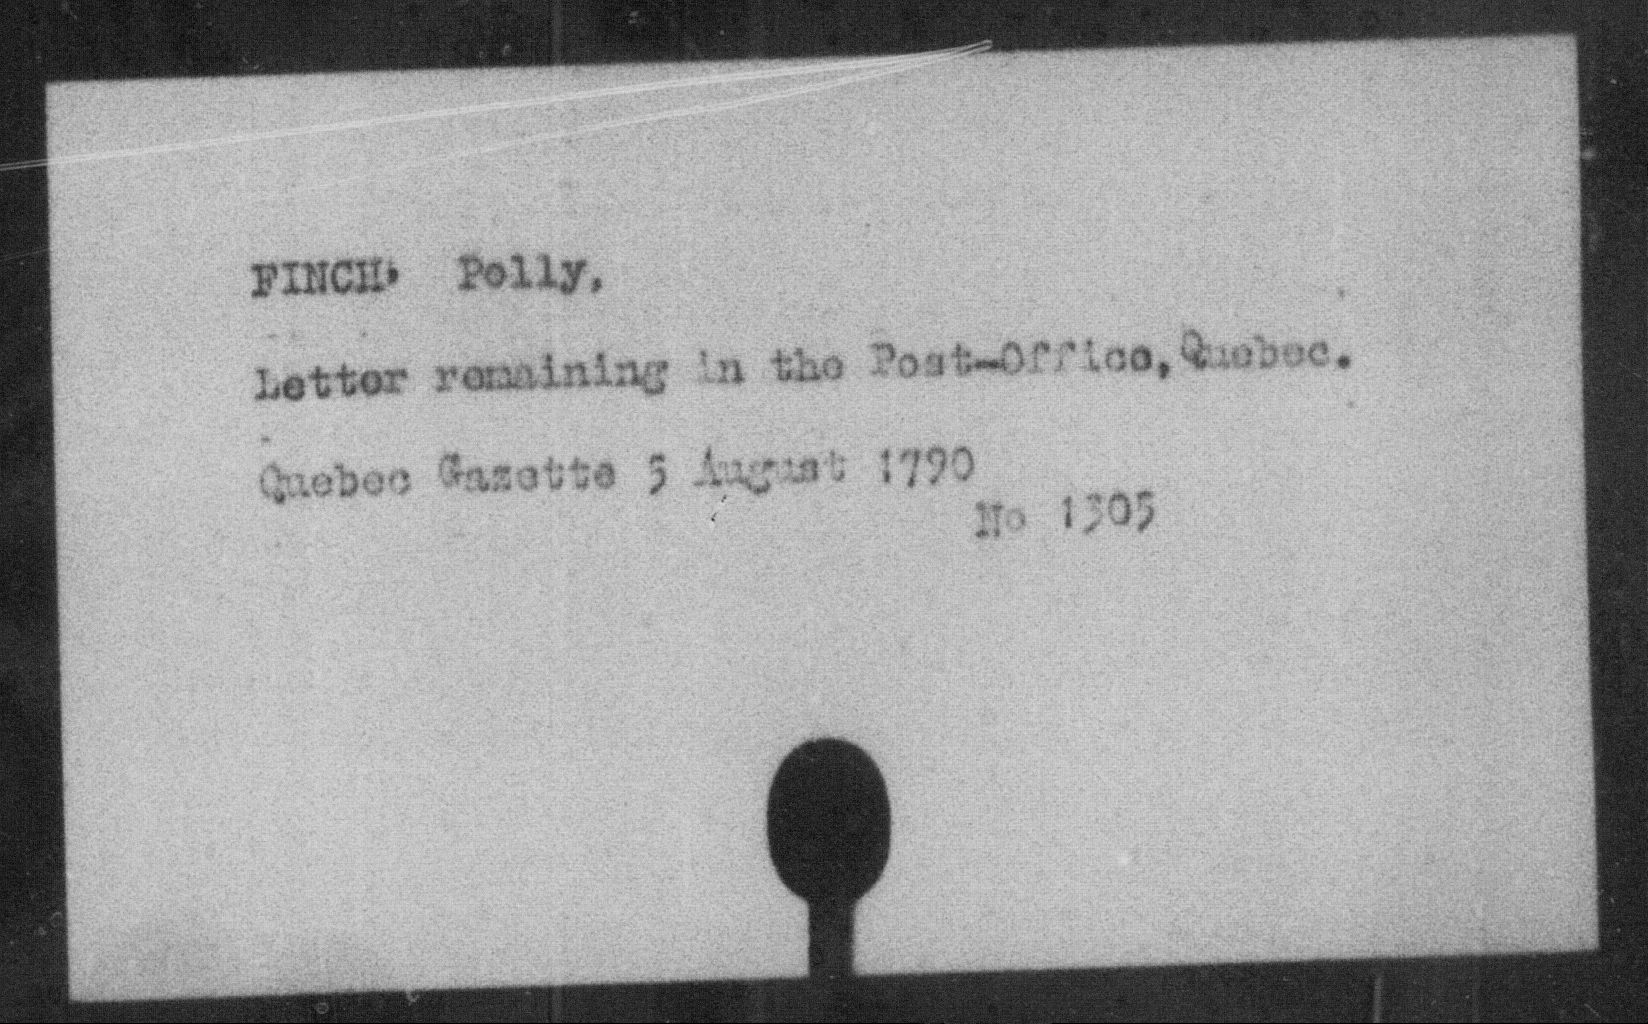 FINCH, Polly,
Letter remaining in the Post-Office, Quebec.
Quebec Gazette 5 August 1790
No 1305